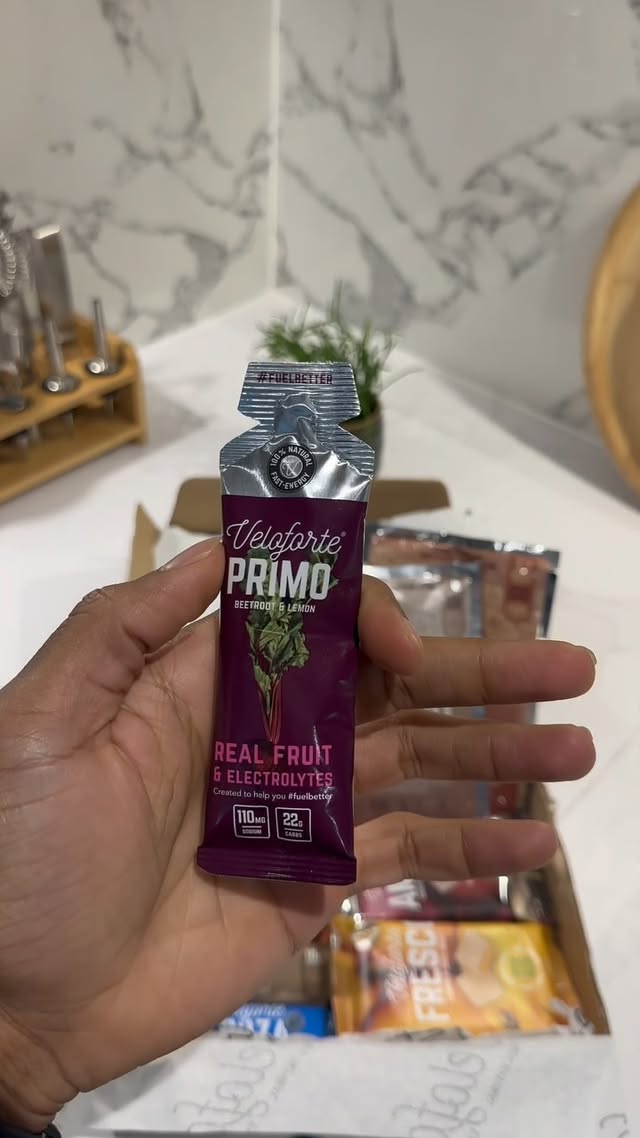 #FUELBETTER
100% NATURAL
FAST-ENERGY
Veloforte®
PRIMO
BEETROOT & LEMON
REAL FRUIT
& ELECTROLYTES
Created to help you #fuelbetter
110MG
SODIUM
22G
CARBS
FRESC